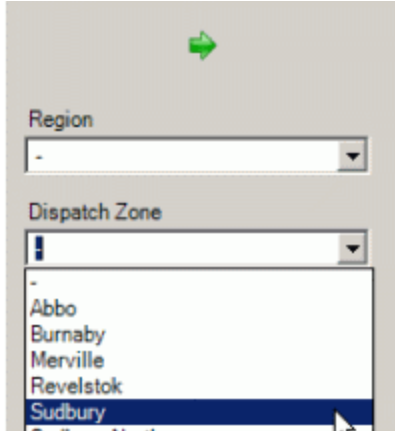 Region
-
Dispatch Zone
-
-
Abbo
Burnaby
Merville
Revelstok
Sudbury